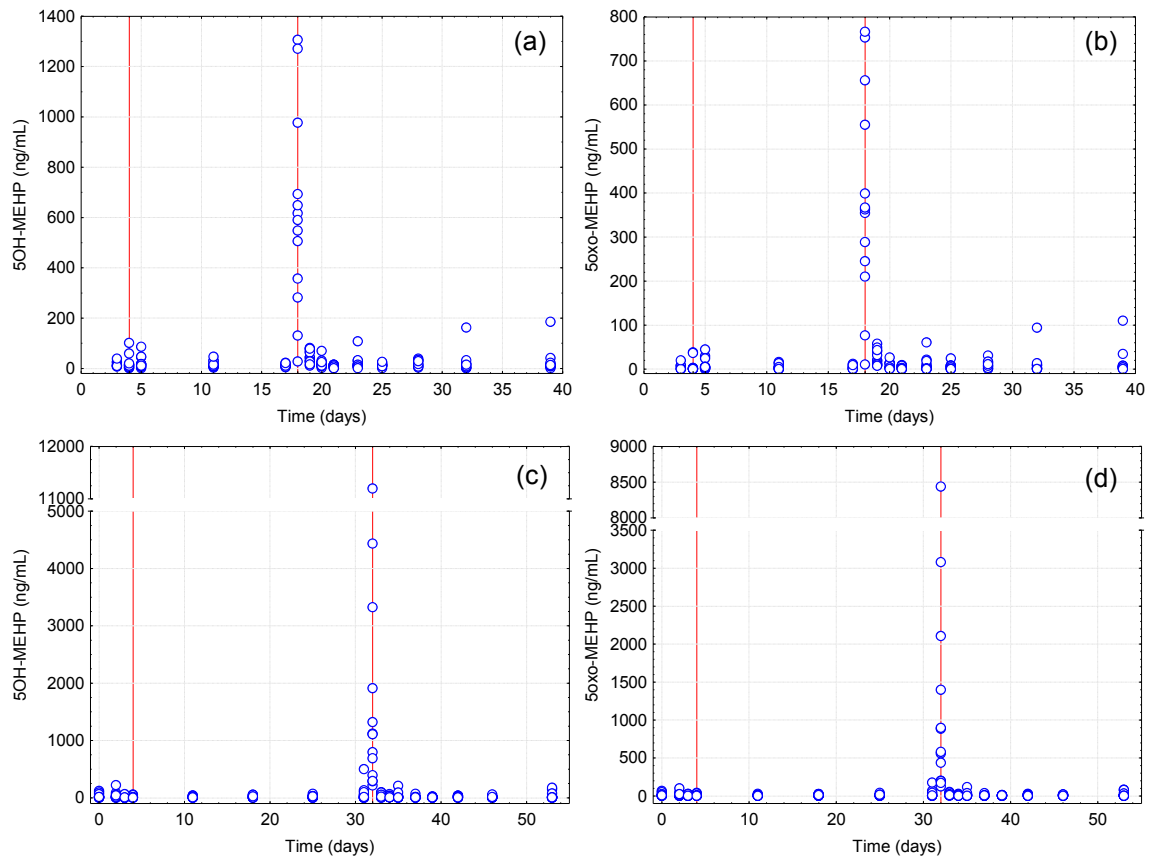 (a)
5OH-MEHP (ng/mL)
1400
1200
1000
800
600
400
200
0
0 5 10 15 20 25 30 35 40
Time (days)
(b)
5oxo-MEHP (ng/mL)
800
700
600
500
400
300
200
100
0
0 5 10 15 20 25 30 35 40
Time (days)
(c)
5OH-MEHP (ng/mL)
12000
11000
5000
4000
3000
2000
1000
0
0 10 20 30 40 50
Time (days)
(d)
5oxo-MEHP (ng/mL)
9000
8500
8000
3500
3000
2500
2000
1500
1000
500
0
0 10 20 30 40 50
Time (days)